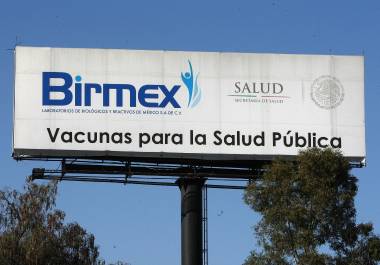 Birmex
LABORATORIOS DE BIOLÓGICOS Y REACTIVOS DE MÉXICO S.A DE C.V.
SALUD
SECRETARÍA DE SALUD
Vacunas para la Salud Pública